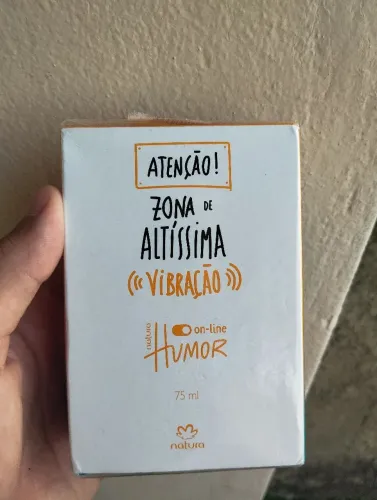 ATENÇÃO!
ZONA DE
ALTÍSSIMA
((( VIBRAÇÃO )))
natura
on-line
HUMOR
75 ml
natura